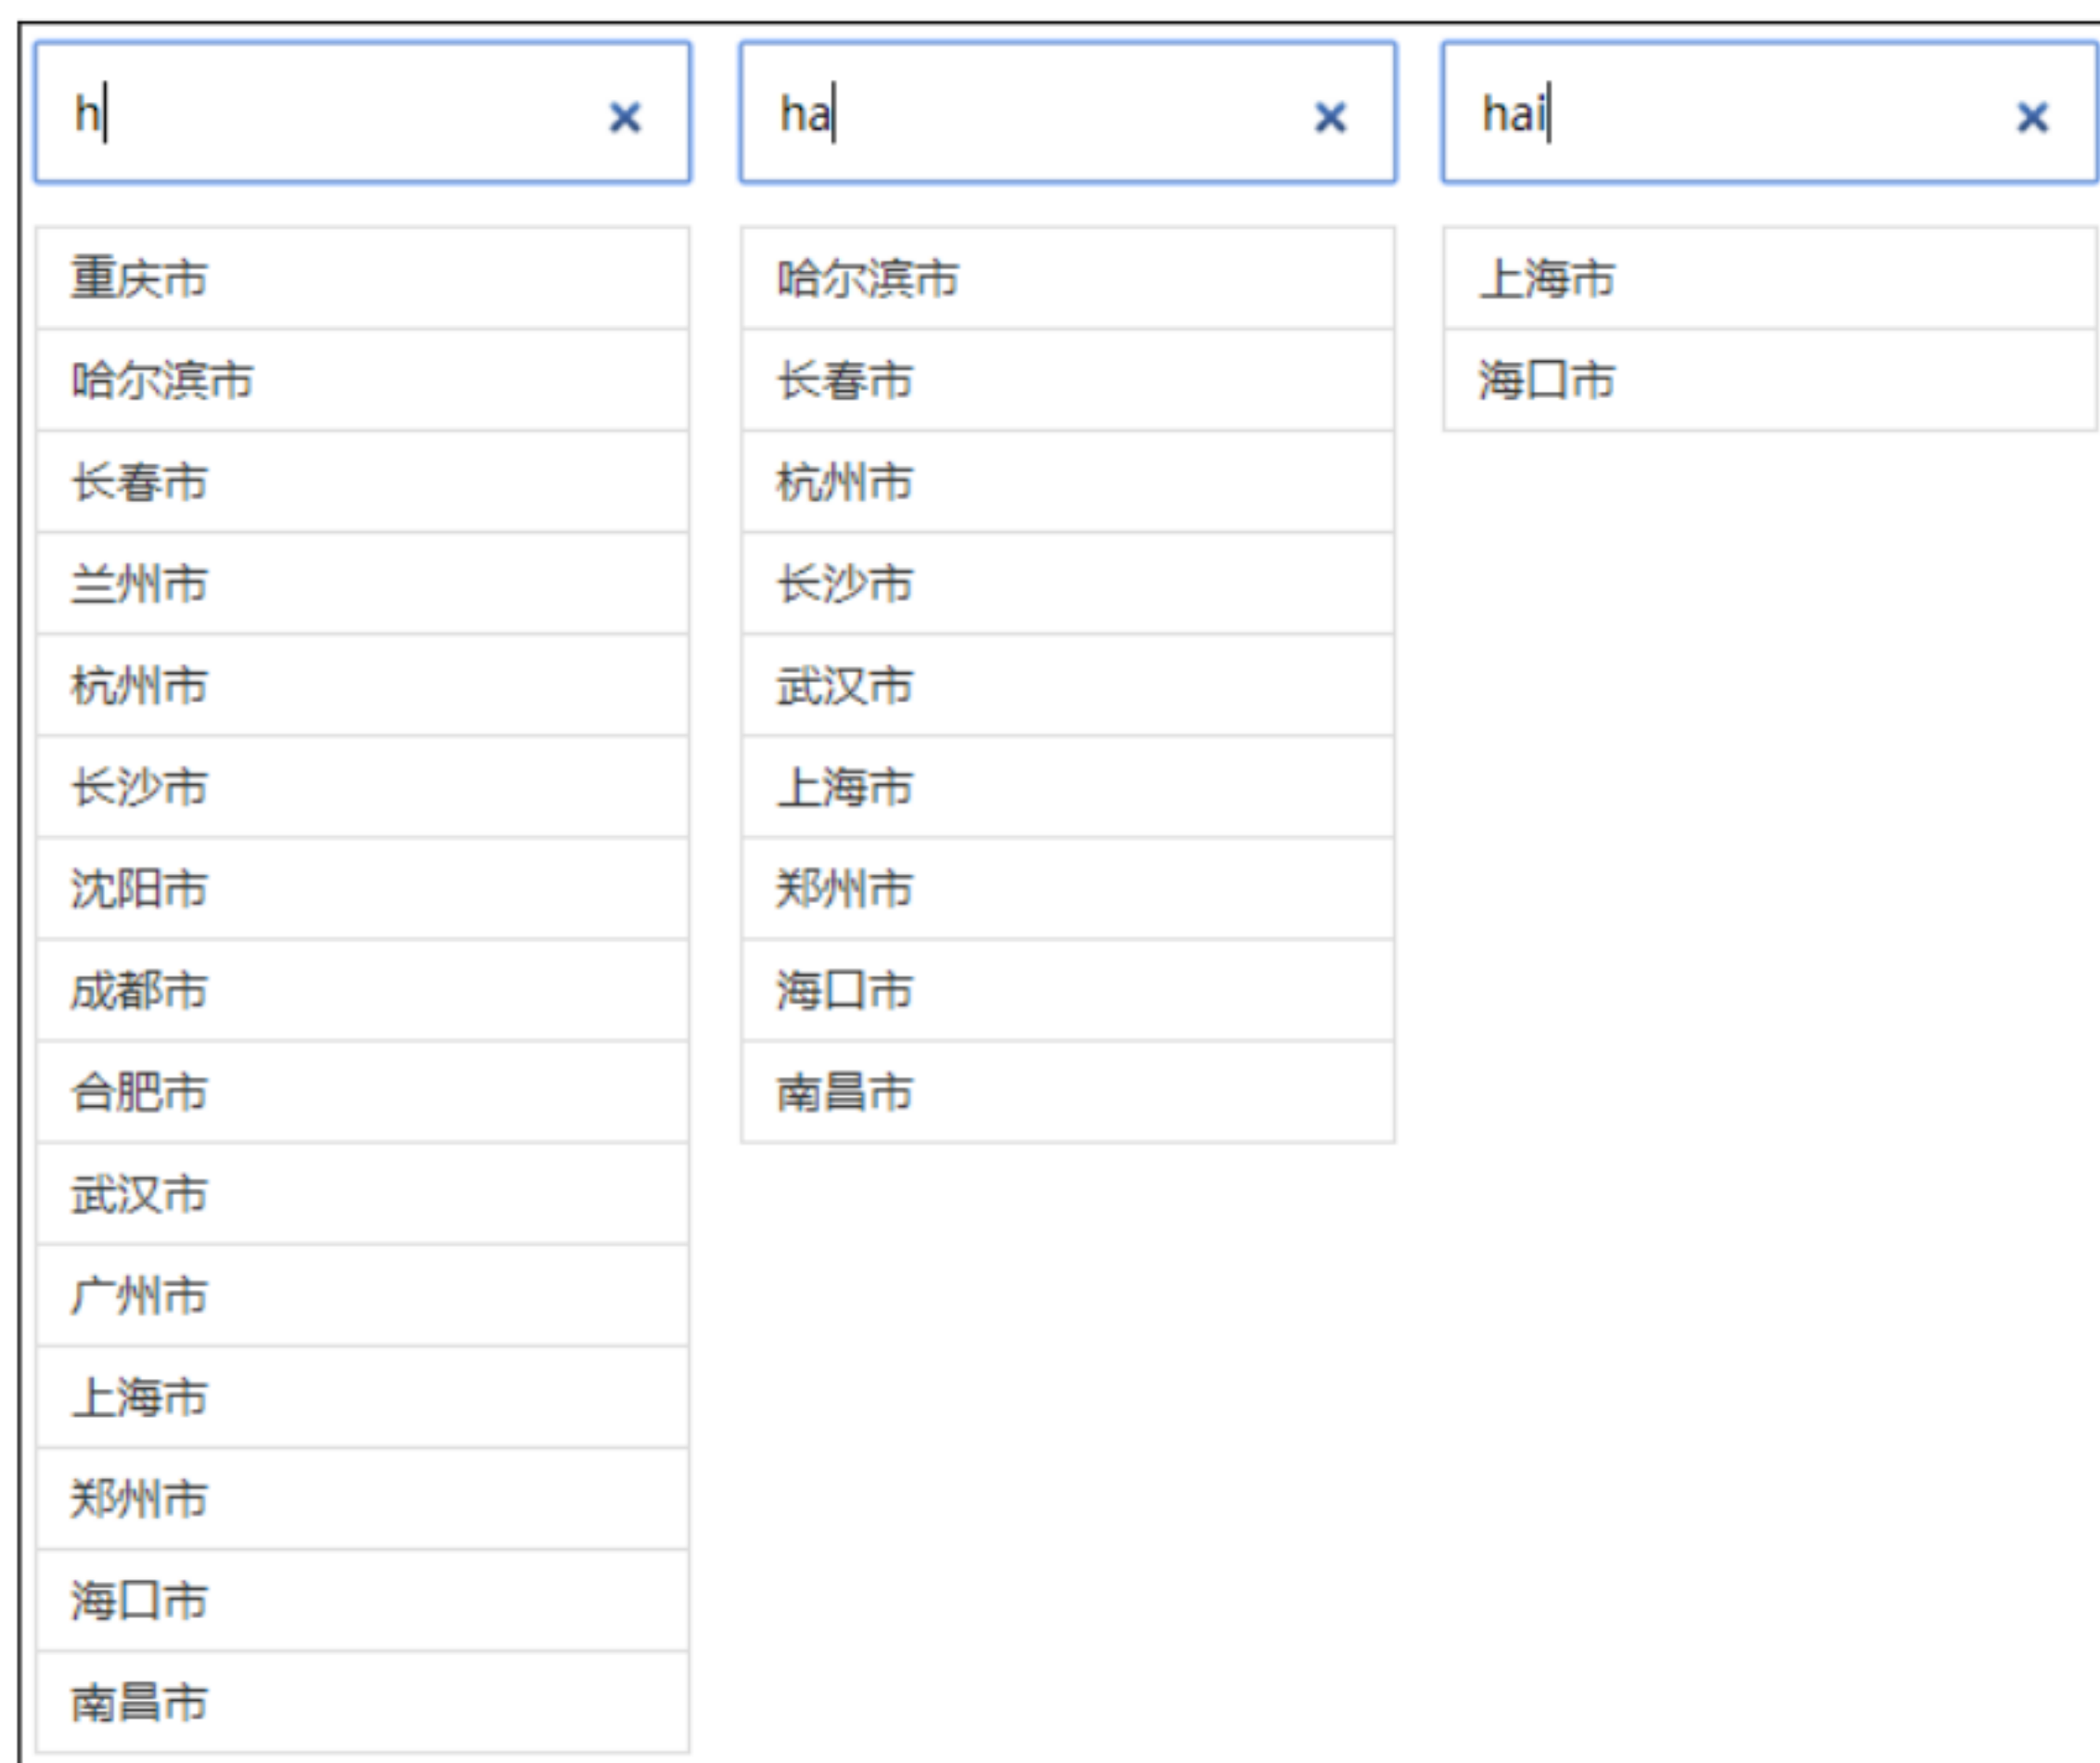 h
重庆市
哈尔滨市
长春市
兰州市
杭州市
长沙市
沈阳市
成都市
合肥市
武汉市
广州市
上海市
郑州市
海口市
南昌市
ha
哈尔滨市
长春市
杭州市
长沙市
武汉市
上海市
郑州市
海口市
南昌市
hai
上海市
海口市